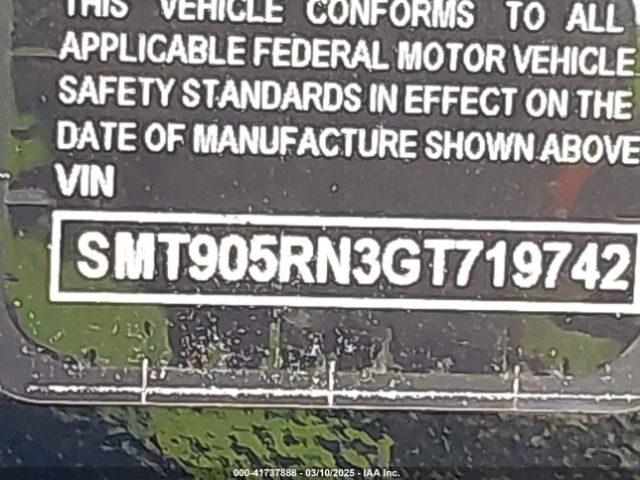 THIS VEHICLE CONFORMS TO ALL
APPLICABLE FEDERAL MOTOR VEHICLE
SAFETY STANDARDS IN EFFECT ON THE
DATE OF MANUFACTURE SHOWN ABOVE
VIN
SMT905RN3GT719742
000-41737888 - 03/10/2025 - IAA Inc.